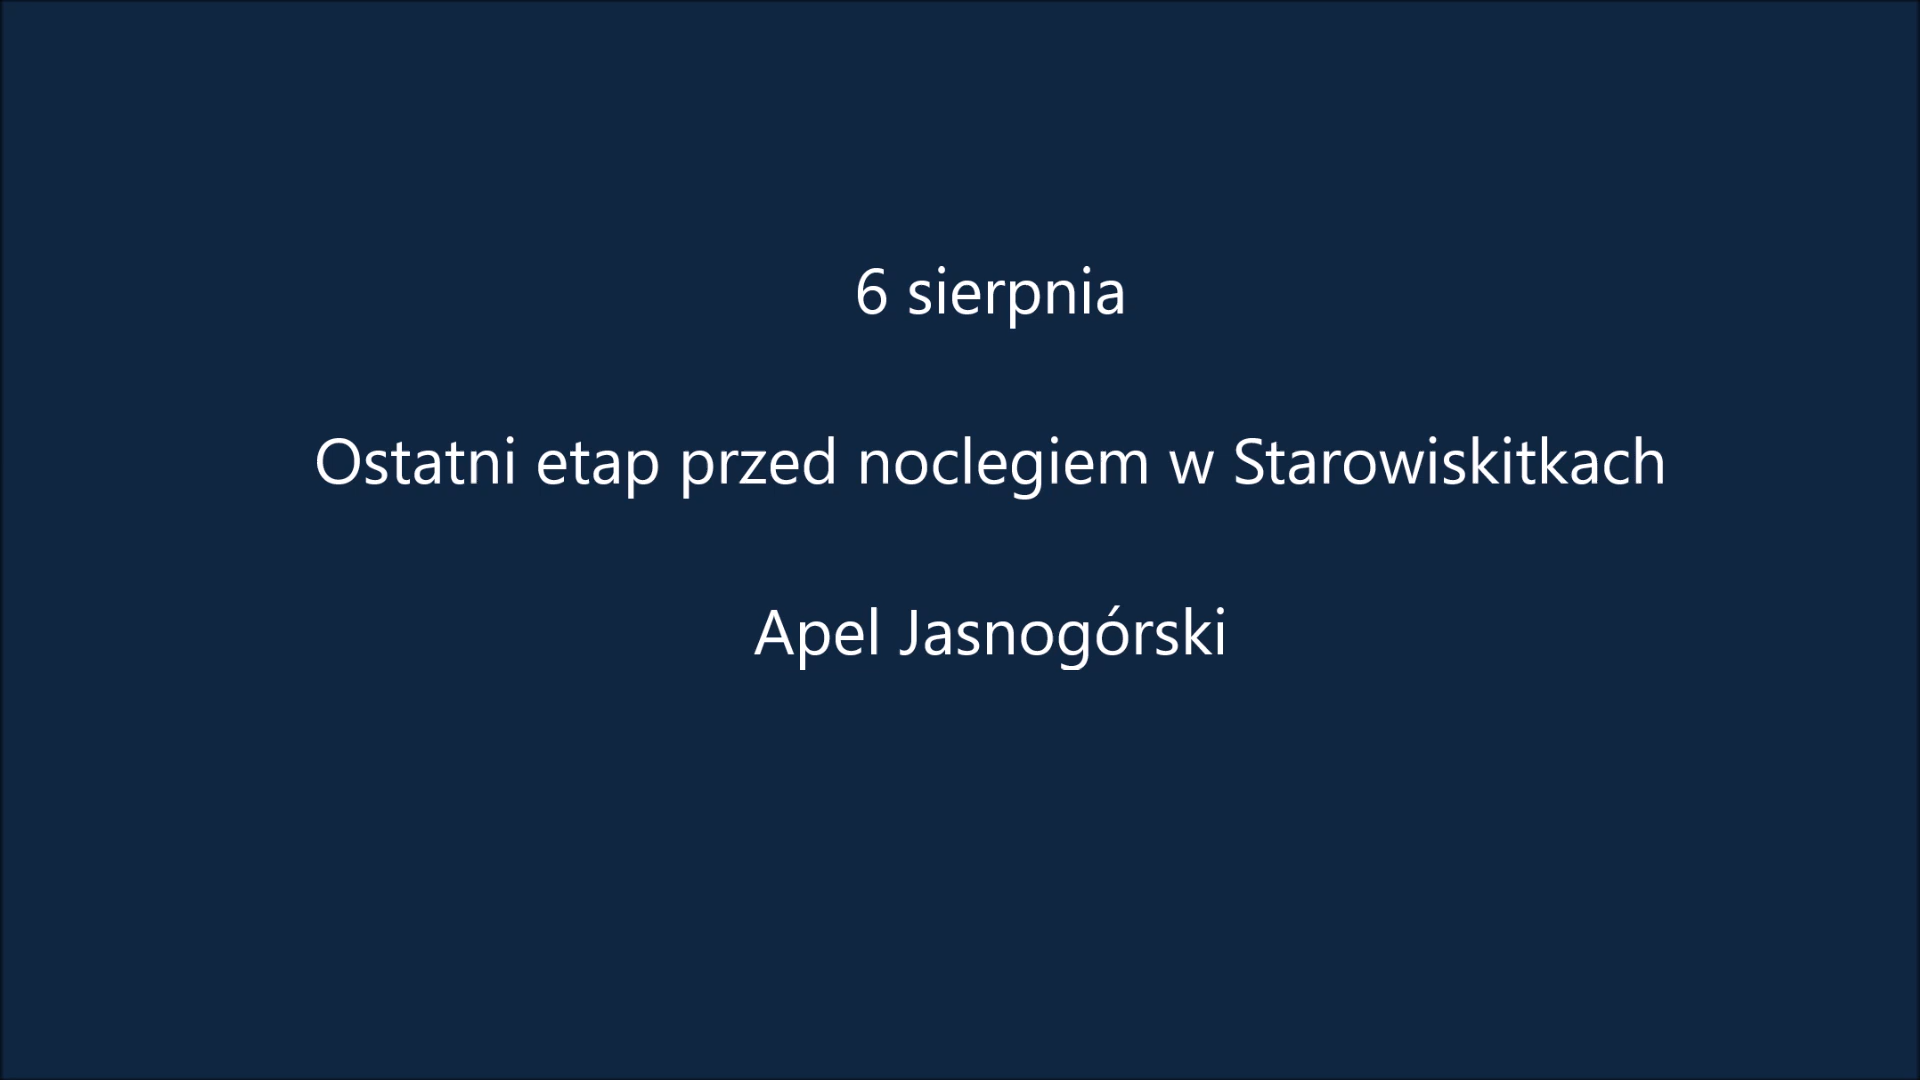 6 sierpnia
Ostatni etap przed noclegiem w Starowiskitkach
Apel Jasnogórski